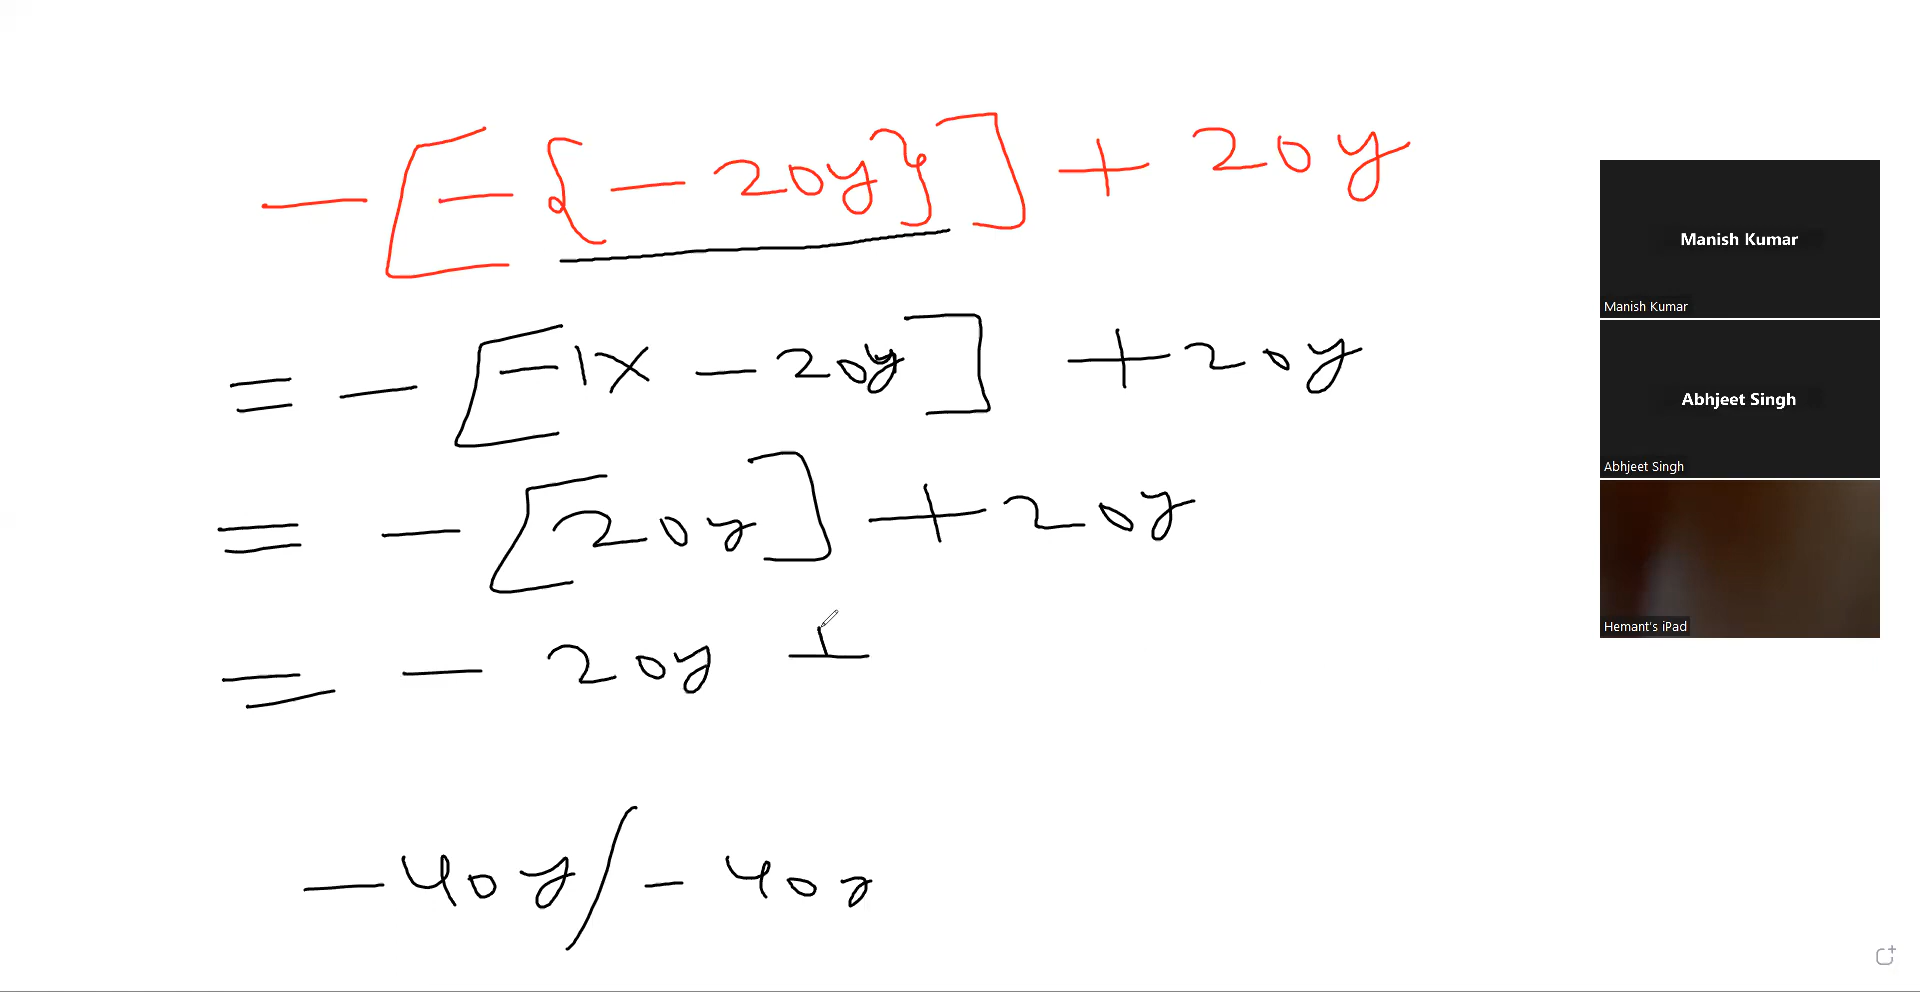 - [- {- 20y}] + 20y
= - [-1x - 20y] + 20y
= - [20y] + 20y
= - 20y +
- 40y / - 40y
Manish Kumar
Manish Kumar
Abhjeet Singh
Abhjeet Singh
Hemant's iPad